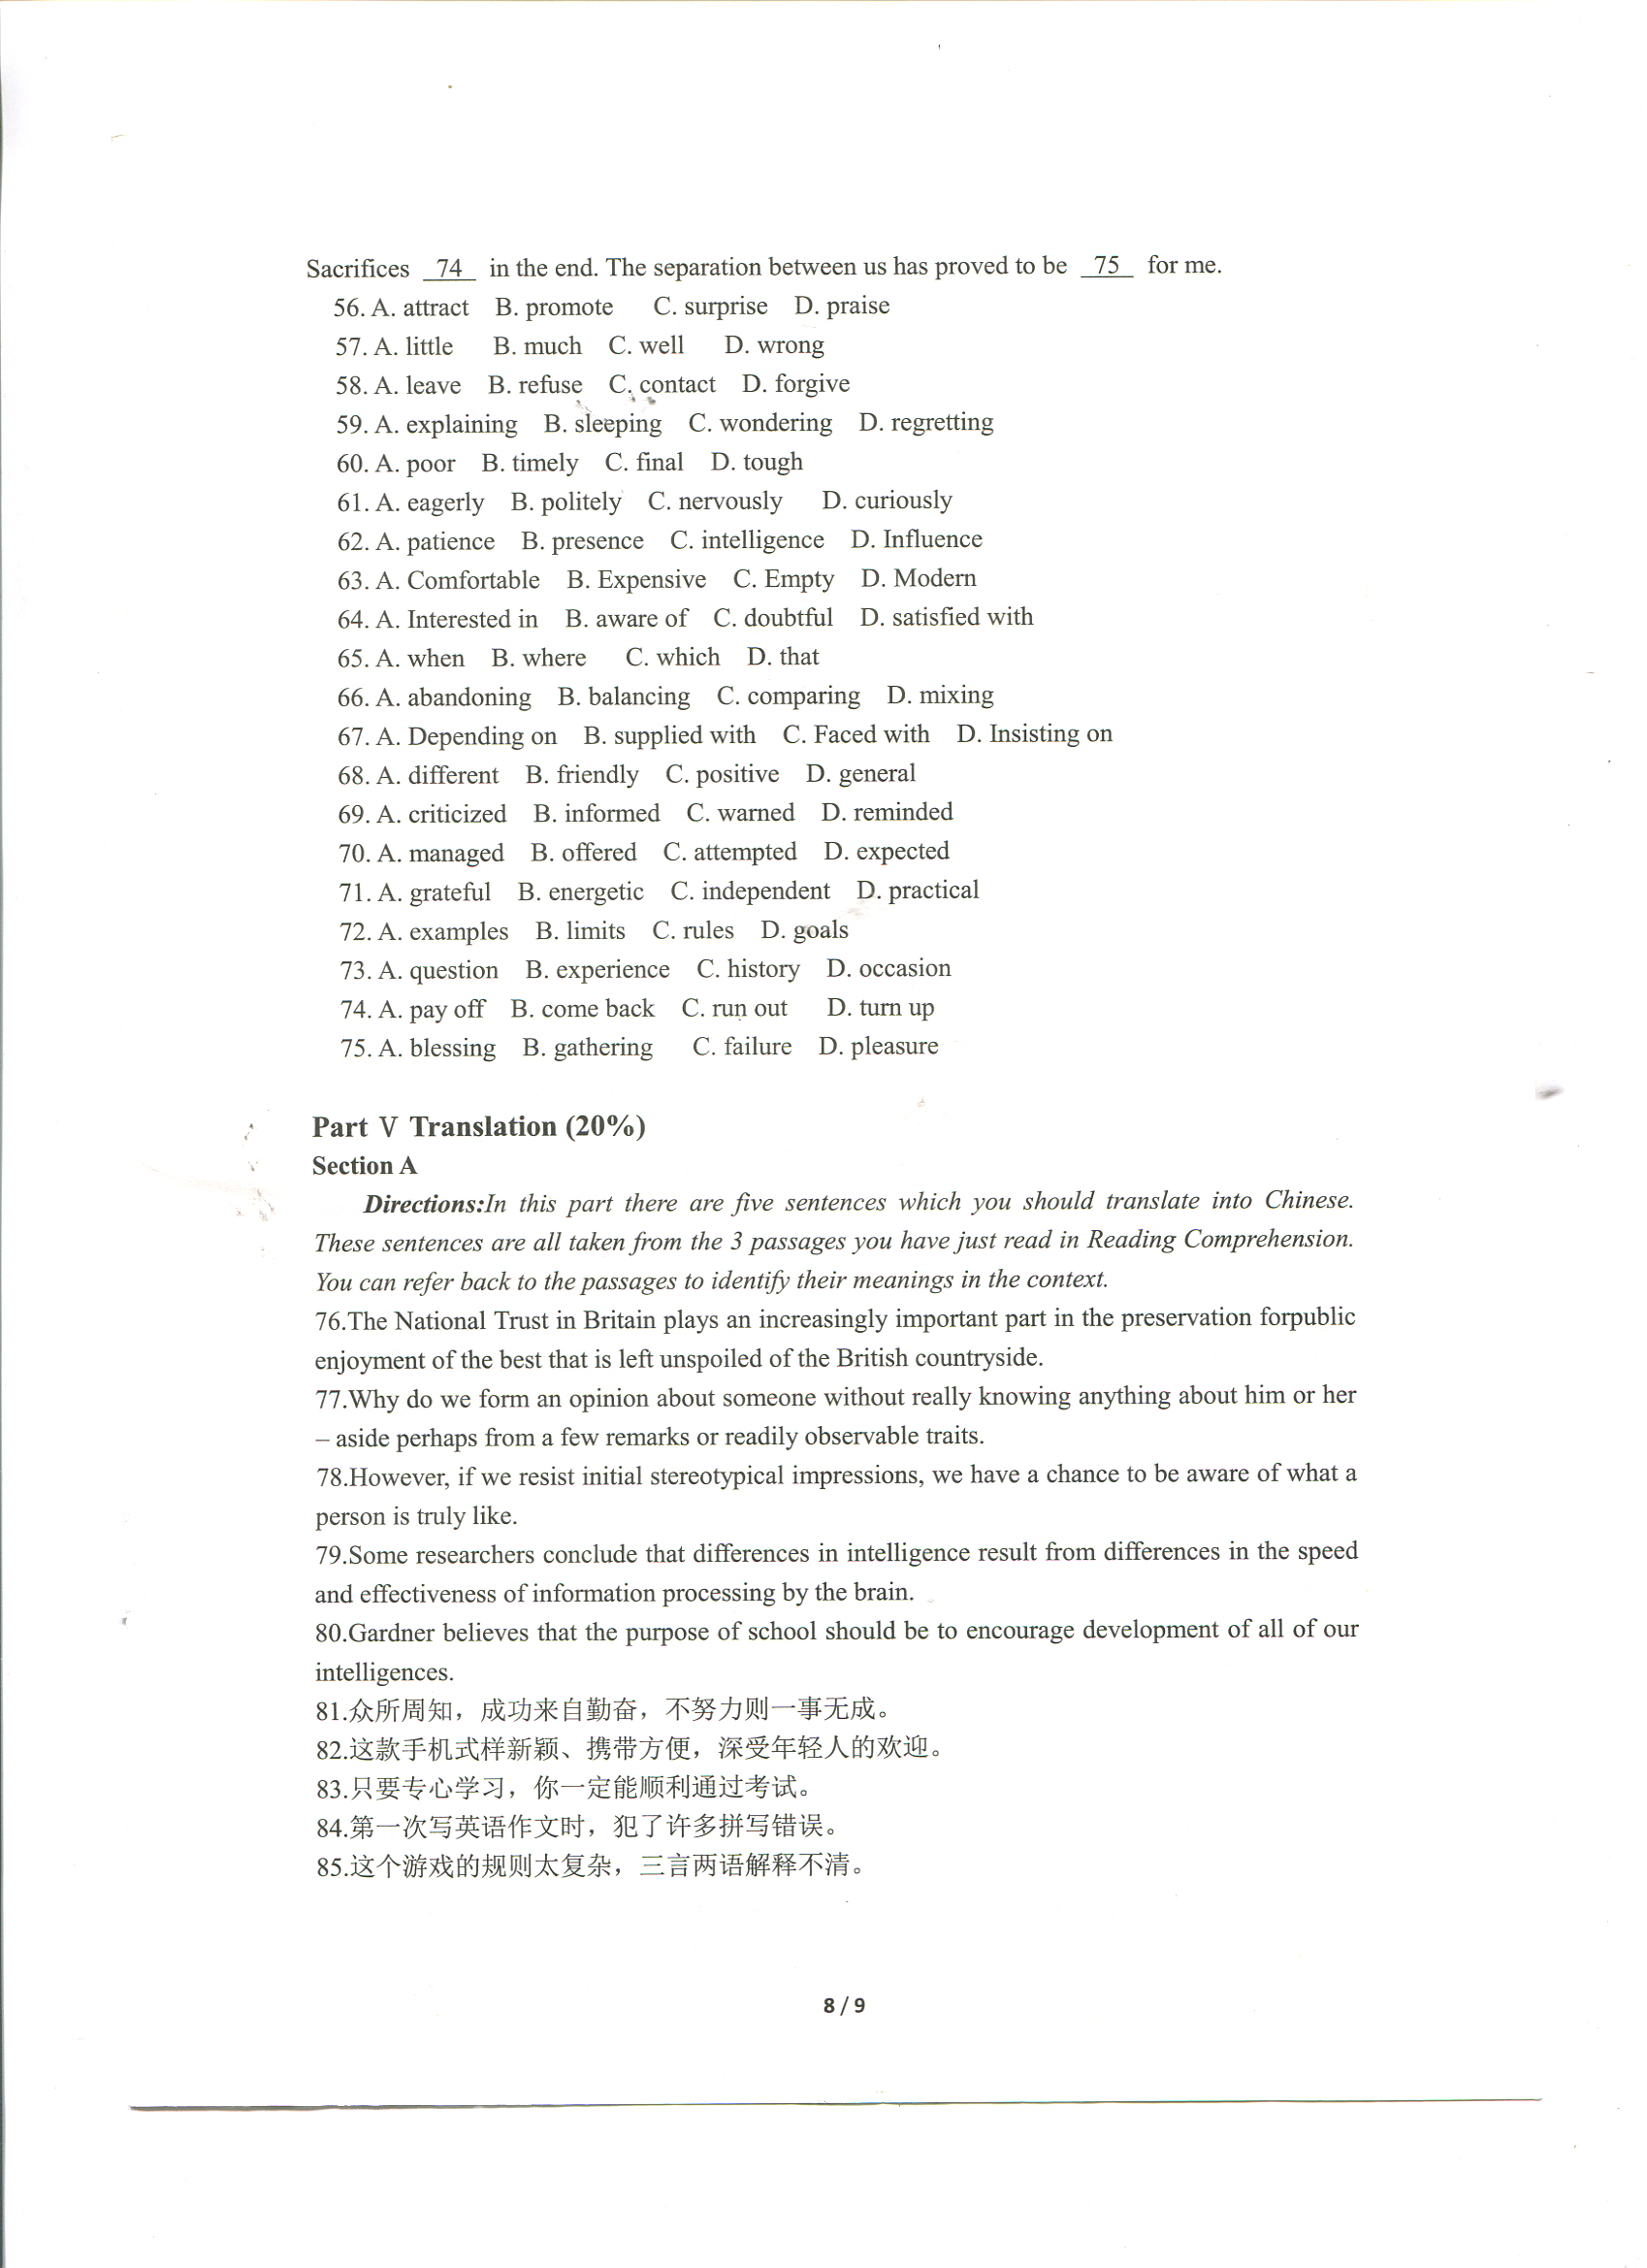 Sacrifices 74 in the end. The separation between us has proved to be 75 for me.
56. A. attract B. promote C. surprise D. praise
57. A. little B. much C. well D. wrong
58. A. leave B. refuse C. contact D. forgive
59. A. explaining B. sleeping C. wondering D. regretting
60. A. poor B. timely C. final D. tough
61. A. eagerly B. politely C. nervously D. curiously
62. A. patience B. presence C. intelligence D. Influence
63. A. Comfortable B. Expensive C. Empty D. Modern
64. A. Interested in B. aware of C. doubtful D. satisfied with
65. A. when B. where C. which D. that
66. A. abandoning B. balancing C. comparing D. mixing
67. A. Depending on B. supplied with C. Faced with D. Insisting on
68. A. different B. friendly C. positive D. general
69. A. criticized B. informed C. warned D. reminded
70. A. managed B. offered C. attempted D. expected
71. A. grateful B. energetic C. independent D. practical
72. A. examples B. limits C. rules D. goals
73. A. question B. experience C. history D. occasion
74. A. pay off B. come back C. run out D. turn up
75. A. blessing B. gathering C. failure D. pleasure
Part Ⅴ Translation (20%)
Section A
Directions:In this part there are five sentences which you should translate into Chinese.
These sentences are all taken from the 3 passages you have just read in Reading Comprehension.
You can refer back to the passages to identify their meanings in the context.
76.The National Trust in Britain plays an increasingly important part in the preservation forpublic
enjoyment of the best that is left unspoiled of the British countryside.
77.Why do we form an opinion about someone without really knowing anything about him or her
– aside perhaps from a few remarks or readily observable traits.
78.However, if we resist initial stereotypical impressions, we have a chance to be aware of what a
person is truly like.
79.Some researchers conclude that differences in intelligence result from differences in the speed
and effectiveness of information processing by the brain.
80.Gardner believes that the purpose of school should be to encourage development of all of our
intelligences.
81.众所周知，成功来自勤奋，不努力则一事无成。
82.这款手机式样新颖、携带方便，深受年轻人的欢迎。
83.只要专心学习，你一定能顺利通过考试。
84.第一次写英语作文时，犯了许多拼写错误。
85.这个游戏的规则太复杂，三言两语解释不清。
8 / 9